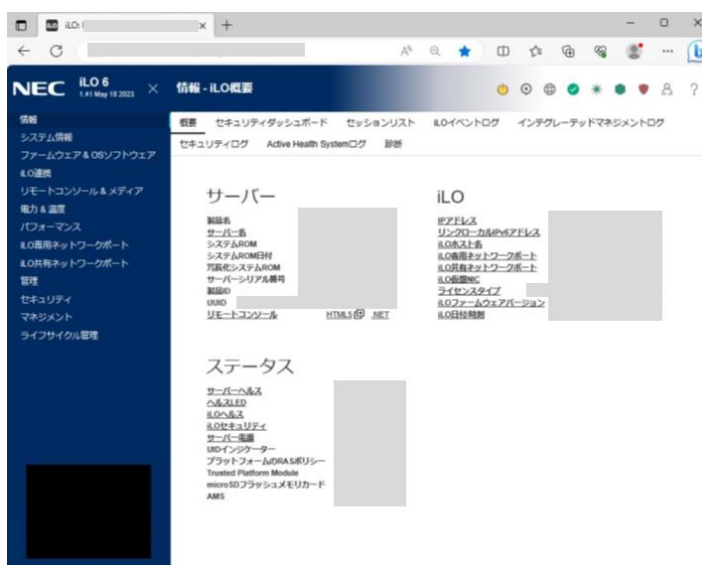 iLO:
NEC
iLO 6
1.41 May 18 2023
情報 - iLO概要
情報
システム情報
ファームウェア & OSソフトウェア
iLO連携
リモートコンソール & メディア
電力 & 温度
パフォーマンス
iLO専用ネットワークポート
iLO共有ネットワークポート
管理
セキュリティ
マネジメント
ライフサイクル管理
概要 セキュリティダッシュボード セッションリスト iLOイベントログ インテグレーテッドマネジメントログ
セキュリティログ Active Health Systemログ 診断
サーバー
製品名
サーバー名
システムROM
システムROM日付
冗長化システムROM
サーバーシリアル番号
製品ID
UUID
リモートコンソール HTML5 .NET
iLO
IPアドレス
リンクローカルIPv6アドレス
iLOホスト名
iLO専用ネットワークポート
iLO共有ネットワークポート
iLO仮想NIC
ライセンスタイプ
iLOファームウェアバージョン
iLO日付/時刻
ステータス
サーバーヘルス
ヘルスLED
iLOヘルス
iLOセキュリティ
サーバー電源
UIDインジケーター
プラットフォームのRASポリシー
Trusted Platform Module
microSDフラッシュメモリカード
AMS